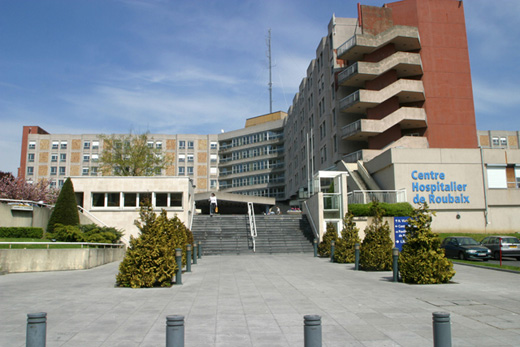 Centre
Hospitalier
de Roubaix